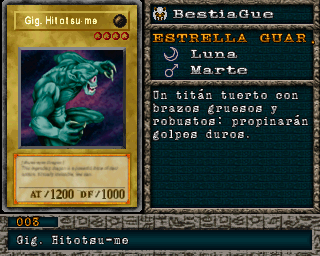 Gig. Hitotsu-me
AT/1200 DF/1000
BestiaGue
ESTRELLA GUAR.
Luna
Marte
Un titán tuerto con
brazos gruesos y
robustos: propinarán
golpes duros.
003
Gig. Hitotsu-me